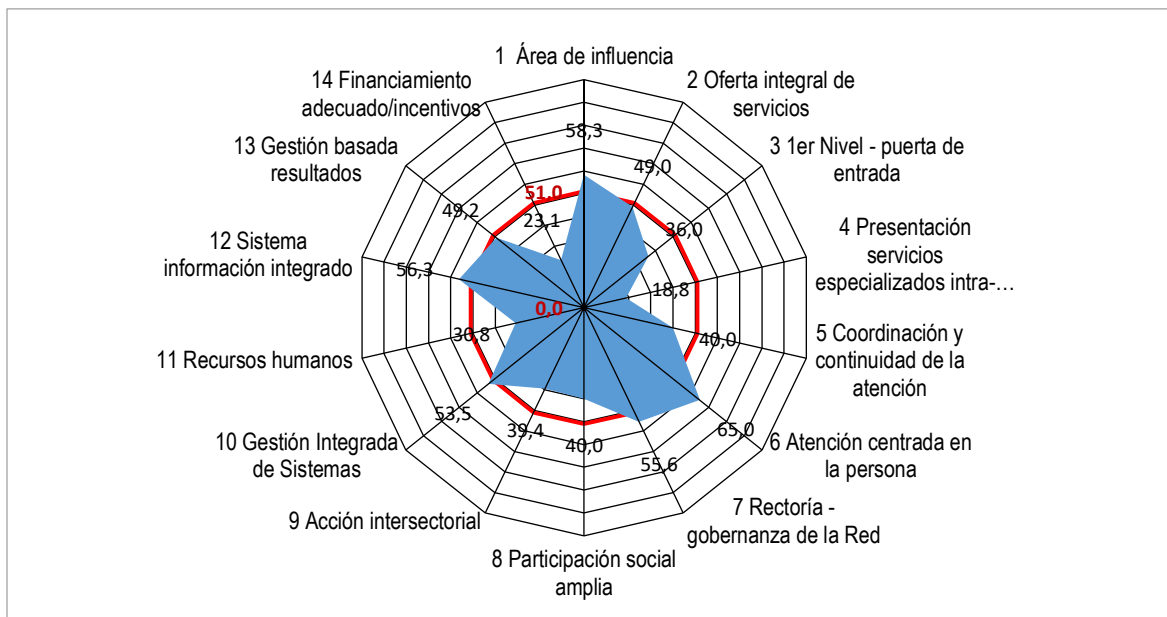 1 Área de influencia
2 Oferta integral de
servicios
3 1er Nivel - puerta de
entrada
4 Presentación
servicios
especializados intra-…
5 Coordinación y
continuidad de la
atención
6 Atención centrada en
la persona
7 Rectoría -
gobernanza de la Red
8 Participación social
amplia
9 Acción intersectorial
10 Gestión Integrada
de Sistemas
11 Recursos humanos
12 Sistema
información integrado
13 Gestión basada
resultados
14 Financiamiento
adecuado/incentivos
58,3
49,0
36,0
18,8
40,0
65,0
55,6
40,0
39,4
53,5
30,8
56,3
49,2
23,1
51,0
0,0